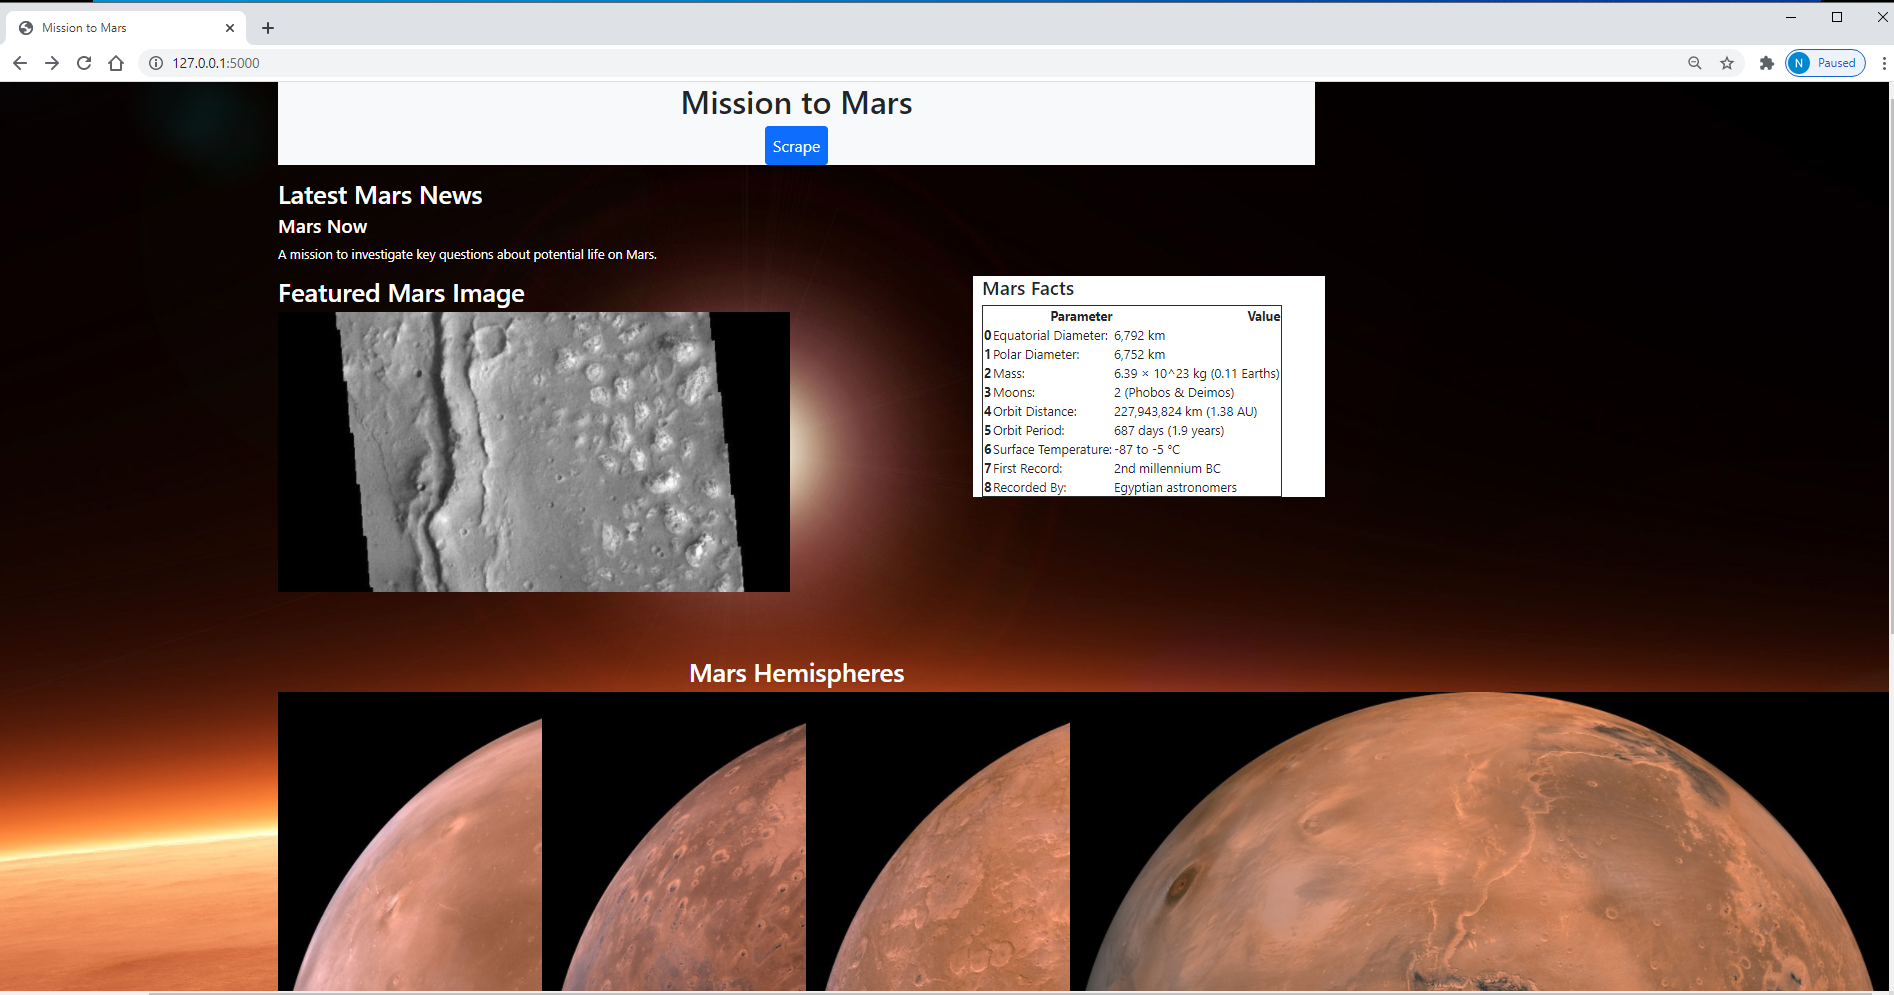 Mission to Mars
127.0.0.1:5000
N Paused
Mission to Mars
Scrape
Latest Mars News
Mars Now
A mission to investigate key questions about potential life on Mars.
Featured Mars Image
Mars Facts
Parameter Value
0 Equatorial Diameter: 6,792 km
1 Polar Diameter: 6,752 km
2 Mass: 6.39 × 10^23 kg (0.11 Earths)
3 Moons: 2 (Phobos & Deimos)
4 Orbit Distance: 227,943,824 km (1.38 AU)
5 Orbit Period: 687 days (1.9 years)
6 Surface Temperature: -87 to -5 °C
7 First Record: 2nd millennium BC
8 Recorded By: Egyptian astronomers
Mars Hemispheres